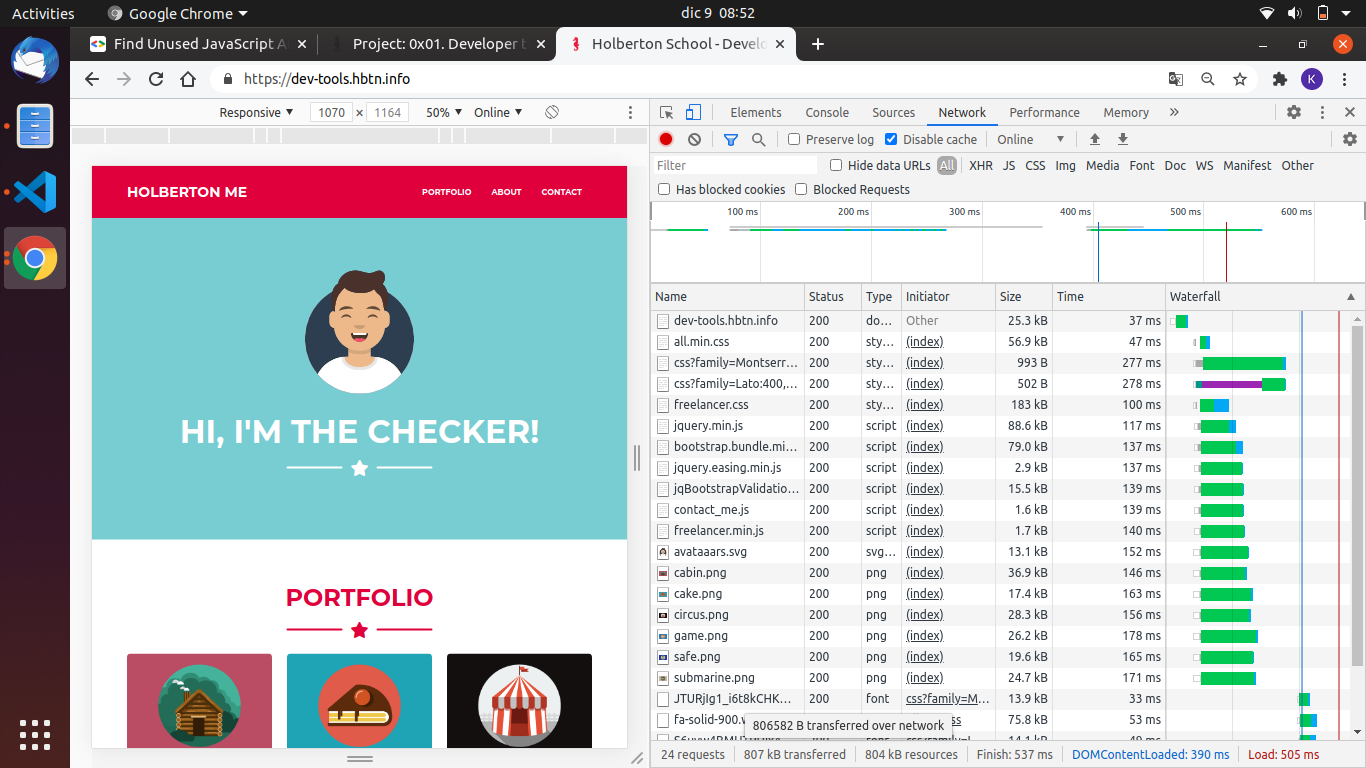 Activities Google Chrome dic 9 08:52
Find Unused JavaScript A
Project: 0x01. Developer t
Holberton School - Develo
https://dev-tools.hbtn.info K
Responsive 1070 × 1164 50% Online
HOLBERTON ME PORTFOLIO ABOUT CONTACT
HI, I'M THE CHECKER!
PORTFOLIO
Elements Console Sources Network Performance Memory
Preserve log Disable cache Online
Filter Hide data URLs All XHR JS CSS Img Media Font Doc WS Manifest Other
Has blocked cookies Blocked Requests
100 ms 200 ms 300 ms 400 ms 500 ms 600 ms
Name Status Type Initiator Size Time Waterfall
dev-tools.hbtn.info 200 do… Other 25.3 kB 37 ms
all.min.css 200 sty… (index) 56.9 kB 47 ms
css?family=Montserr… 200 sty… (index) 993 B 277 ms
css?family=Lato:400,… 200 sty… (index) 502 B 278 ms
freelancer.css 200 sty… (index) 183 kB 100 ms
jquery.min.js 200 script (index) 88.6 kB 117 ms
bootstrap.bundle.mi… 200 script (index) 79.0 kB 137 ms
jquery.easing.min.js 200 script (index) 2.9 kB 137 ms
jqBootstrapValidatio… 200 script (index) 15.5 kB 139 ms
contact_me.js 200 script (index) 1.6 kB 139 ms
freelancer.min.js 200 script (index) 1.7 kB 140 ms
avataaars.svg 200 svg… (index) 13.1 kB 152 ms
cabin.png 200 png (index) 36.9 kB 146 ms
cake.png 200 png (index) 17.4 kB 163 ms
circus.png 200 png (index) 28.3 kB 156 ms
game.png 200 png (index) 26.2 kB 178 ms
safe.png 200 png (index) 19.6 kB 165 ms
submarine.png 200 png (index) 24.7 kB 171 ms
JTURjIg1_i6t8kCHK… 200 font css?family=M… 13.9 kB 33 ms
fa-solid-900.w ss 75.8 kB 53 ms
806582 B transferred over network
14.1 kB 49 ms
24 requests 807 kB transferred 804 kB resources Finish: 537 ms DOMContentLoaded: 390 ms Load: 505 ms